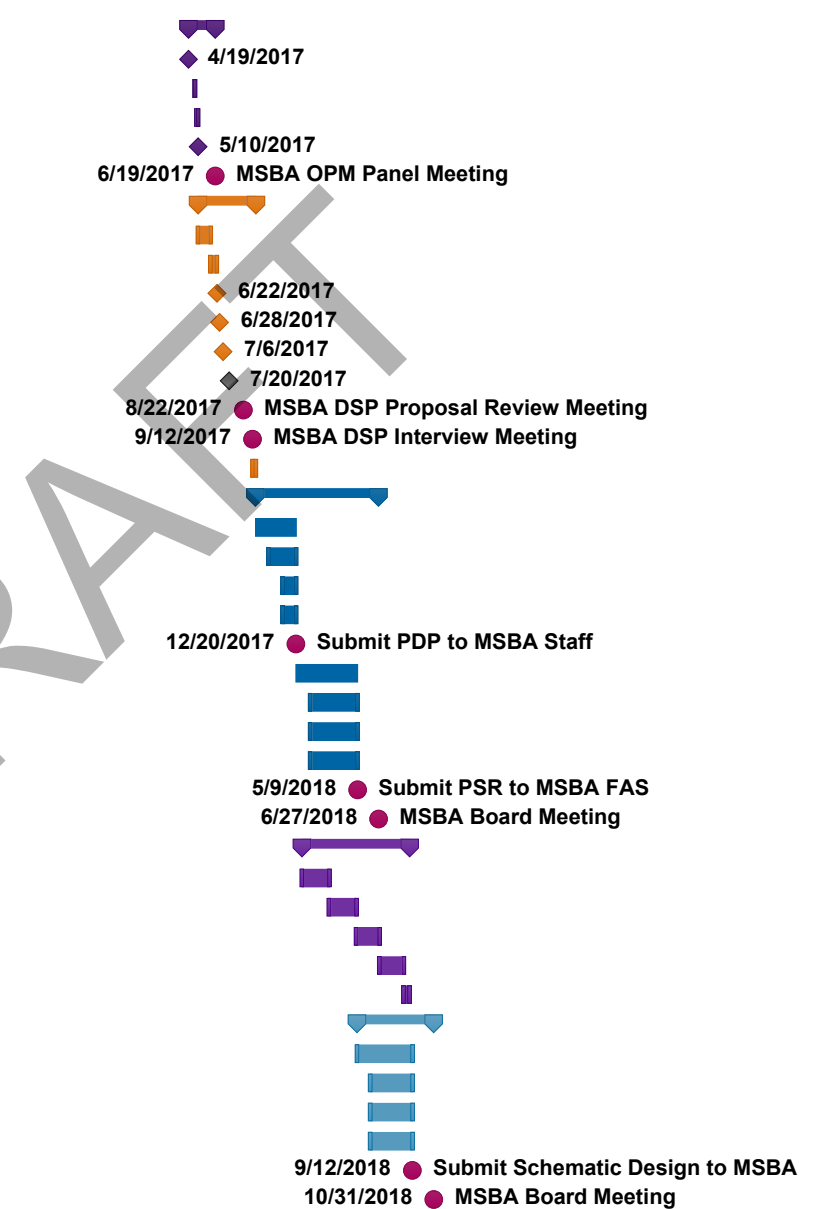 4/19/2017
5/10/2017
6/19/2017 MSBA OPM Panel Meeting
6/22/2017
6/28/2017
7/6/2017
7/20/2017
8/22/2017 MSBA DSP Proposal Review Meeting
9/12/2017 MSBA DSP Interview Meeting
12/20/2017 Submit PDP to MSBA Staff
5/9/2018 Submit PSR to MSBA FAS
6/27/2018 MSBA Board Meeting
9/12/2018 Submit Schematic Design to MSBA
10/31/2018 MSBA Board Meeting
RAFT